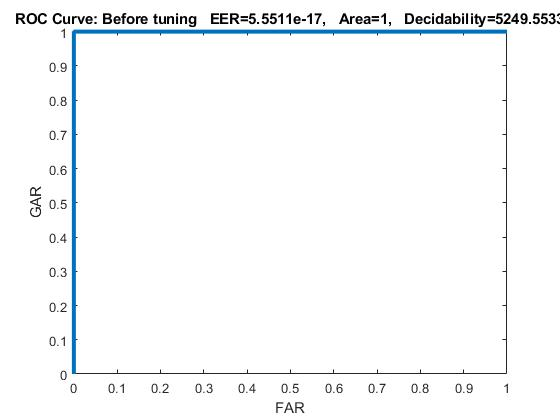 ROC Curve: Before tuning   EER=5.5511e-17,   Area=1,   Decidability=5249.5533
1
0.9
0.8
0.7
0.6
0.5
0.4
0.3
0.2
0.1
0
GAR
0 0.1 0.2 0.3 0.4 0.5 0.6 0.7 0.8 0.9 1
FAR